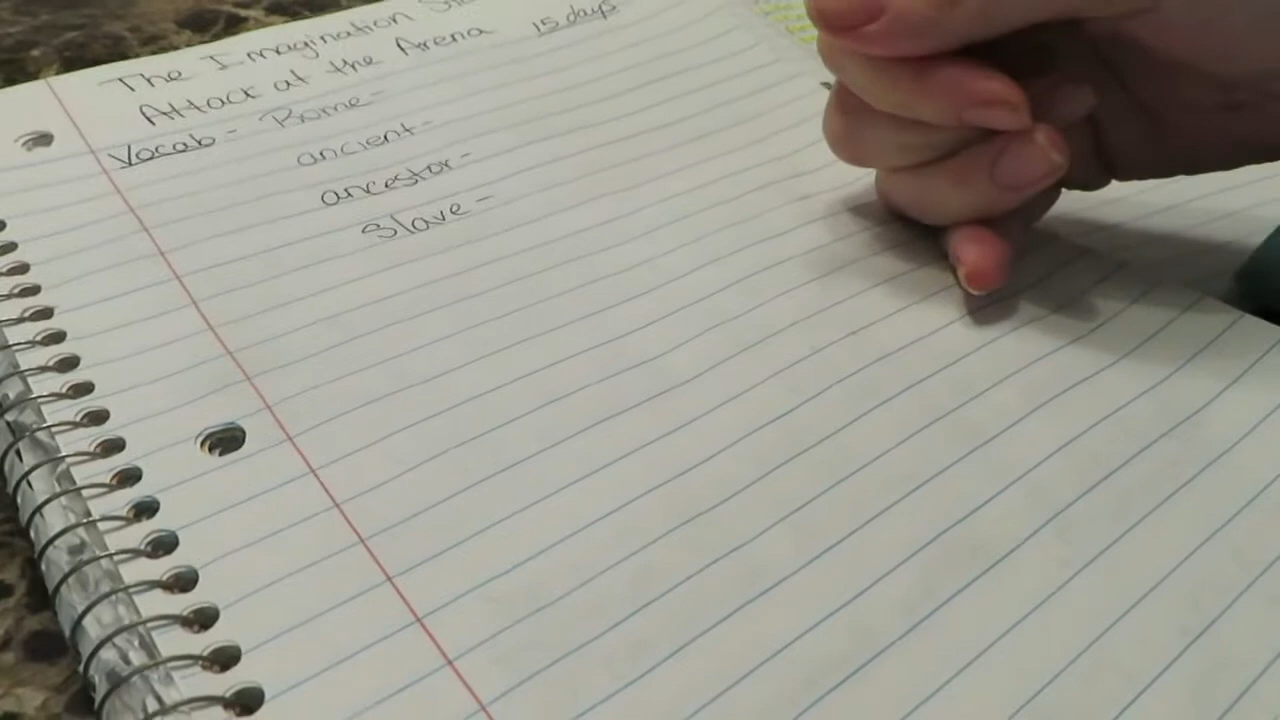 The Imagination
Attack at the Arena 15 days
Vocab- Rome-
ancient-
ancestor-
Slave-